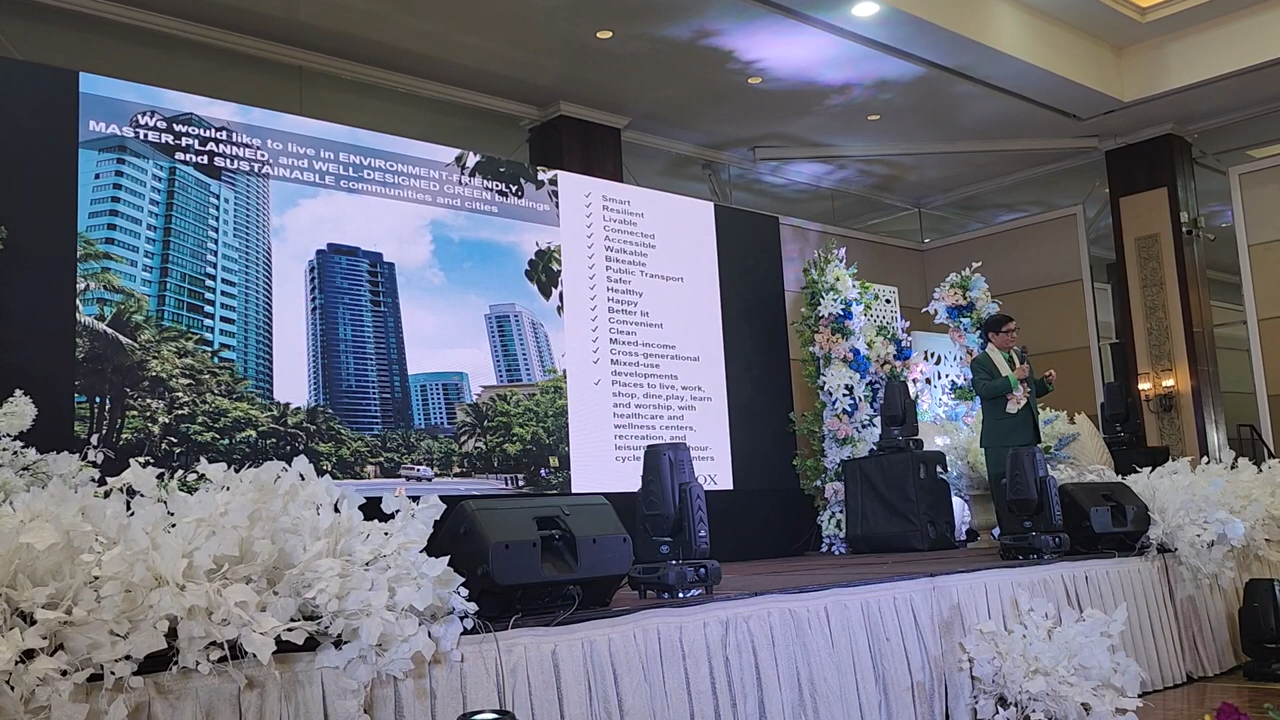 We would like to live in ENVIRONMENT-FRIENDLY,
MASTER-PLANNED, and WELL-DESIGNED GREEN buildings
and SUSTAINABLE communities and cities
✓ Smart
✓ Resilient
✓ Livable
✓ Connected
✓ Accessible
✓ Walkable
✓ Bikeable
✓ Public Transport
✓ Safer
✓ Healthy
✓ Happy
✓ Better lit
✓ Convenient
✓ Clean
✓ Mixed-income
✓ Cross-generational
✓ Mixed-use
developments
✓ Places to live, work,
shop, dine,play, learn
and worship, with
healthcare and
wellness centers,
recreation, and
leisure hour-
cycle